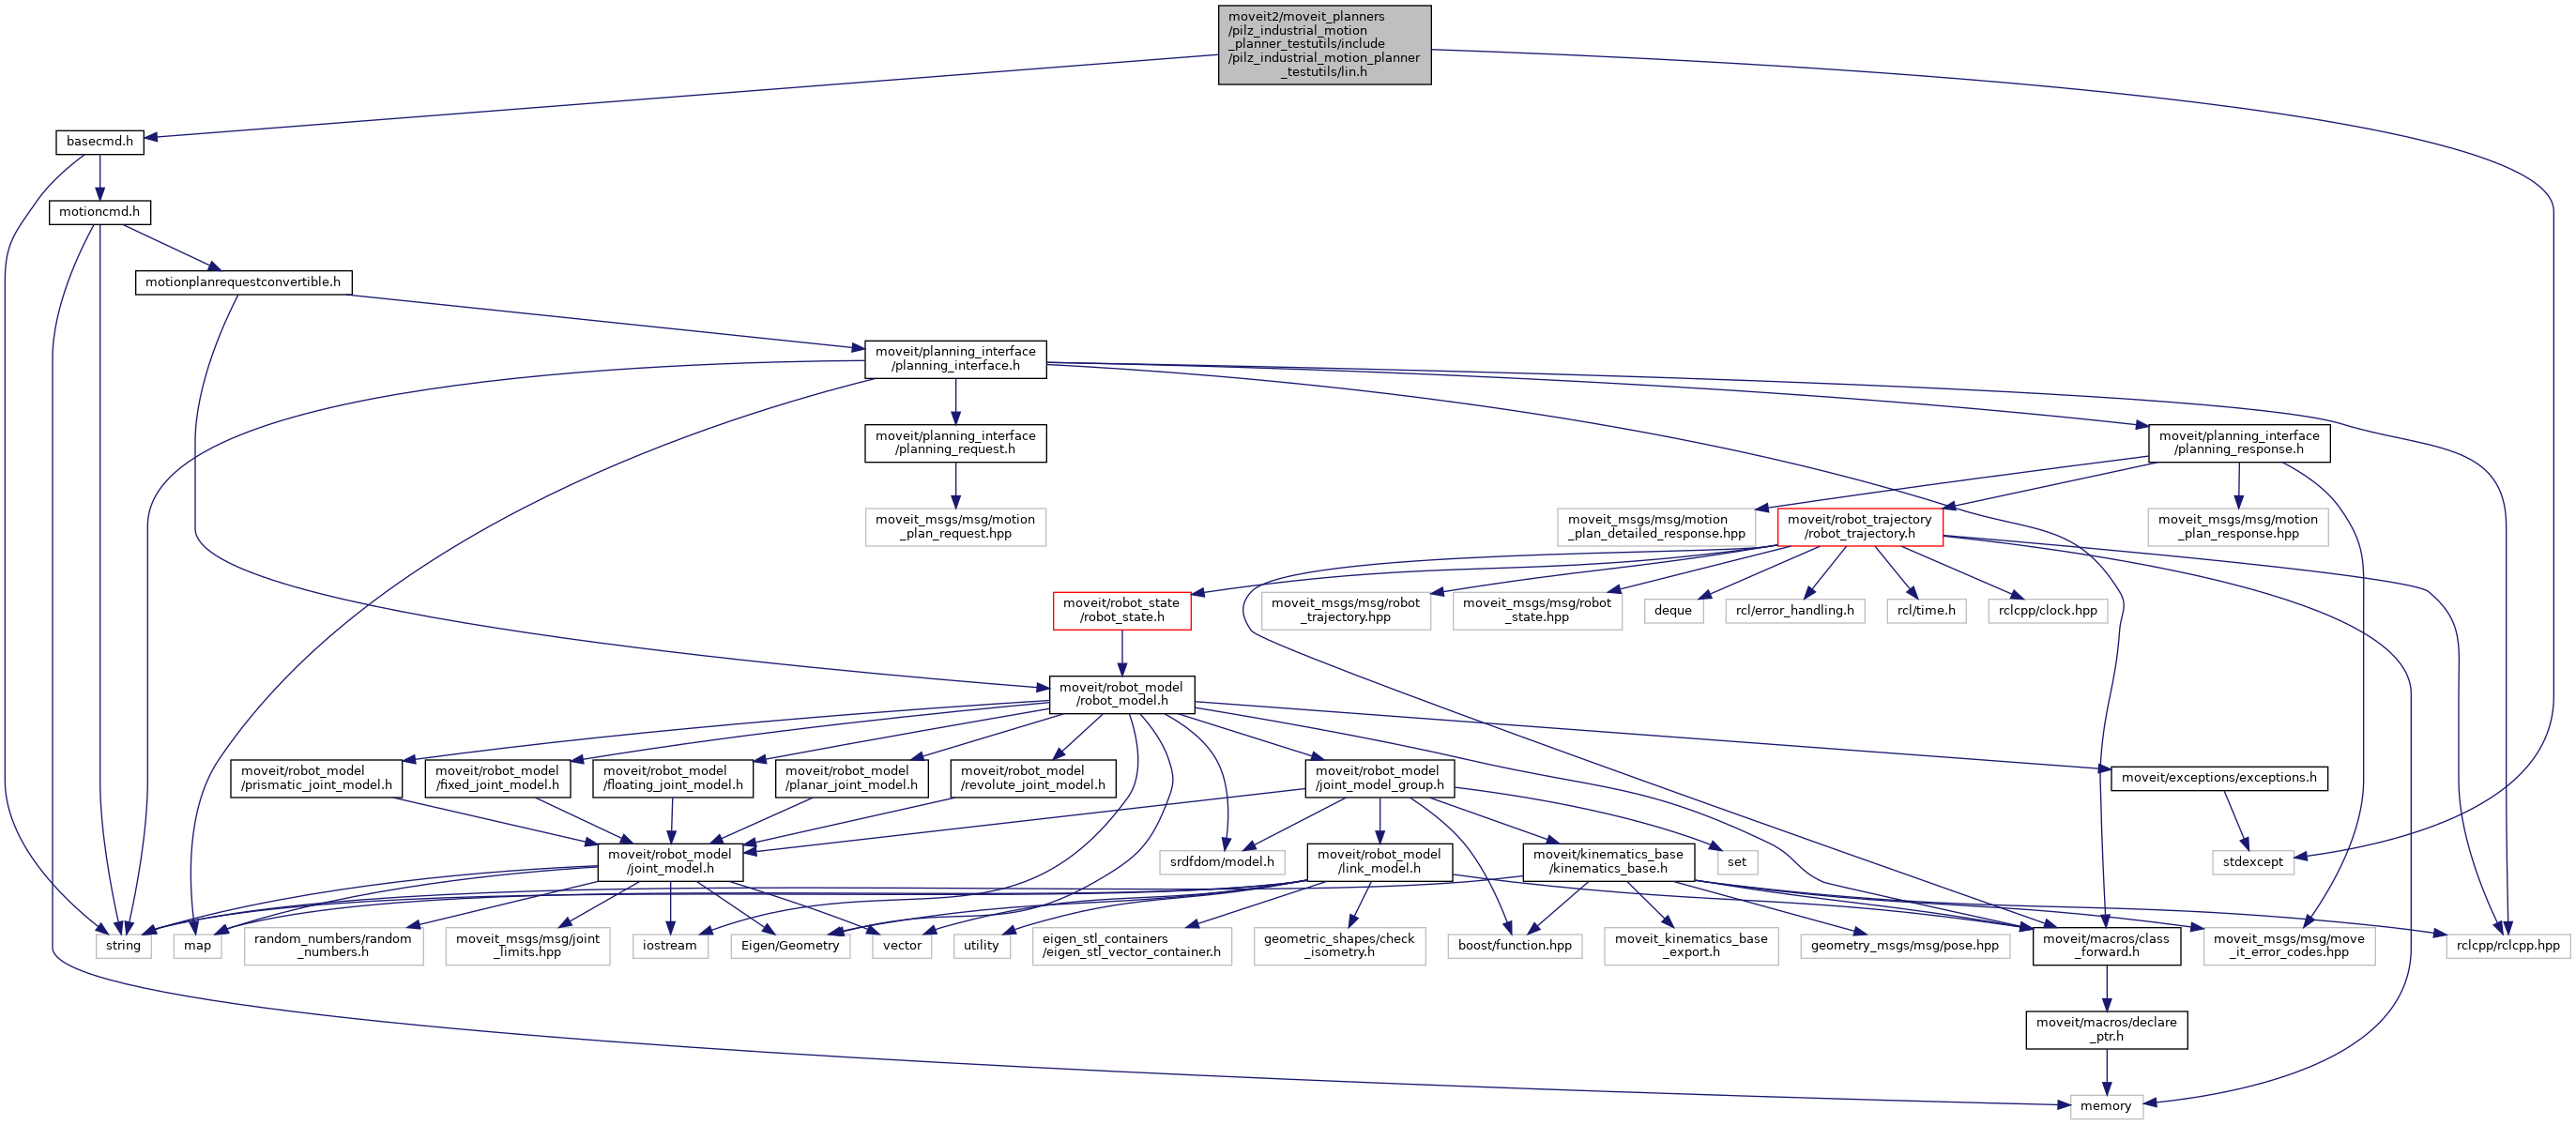 moveit2/moveit_planners
/pilz_industrial_motion
_planner_testutils/include
/pilz_industrial_motion_planner
_testutils/lin.h
basecmd.h
motioncmd.h
motionplanrequestconvertible.h
moveit/planning_interface
/planning_interface.h
moveit/planning_interface
/planning_request.h
moveit/planning_interface
/planning_response.h
moveit_msgs/msg/motion
_plan_request.hpp
moveit_msgs/msg/motion
_plan_detailed_response.hpp
moveit/robot_trajectory
/robot_trajectory.h
moveit_msgs/msg/motion
_plan_response.hpp
moveit/robot_state
/robot_state.h
moveit_msgs/msg/robot
_trajectory.hpp
moveit_msgs/msg/robot
_state.hpp
deque
rcl/error_handling.h
rcl/time.h
rclcpp/clock.hpp
moveit/robot_model
/robot_model.h
moveit/robot_model
/prismatic_joint_model.h
moveit/robot_model
/fixed_joint_model.h
moveit/robot_model
/floating_joint_model.h
moveit/robot_model
/planar_joint_model.h
moveit/robot_model
/revolute_joint_model.h
moveit/robot_model
/joint_model_group.h
moveit/exceptions/exceptions.h
moveit/robot_model
/joint_model.h
srdfdom/model.h
moveit/robot_model
/link_model.h
moveit/kinematics_base
/kinematics_base.h
set
stdexcept
string
map
random_numbers/random
_numbers.h
moveit_msgs/msg/joint
_limits.hpp
iostream
Eigen/Geometry
vector
utility
eigen_stl_containers
/eigen_stl_vector_container.h
geometric_shapes/check
_isometry.h
boost/function.hpp
moveit_kinematics_base
_export.h
geometry_msgs/msg/pose.hpp
moveit/macros/class
_forward.h
moveit_msgs/msg/move
_it_error_codes.hpp
rclcpp/rclcpp.hpp
moveit/macros/declare
_ptr.h
memory